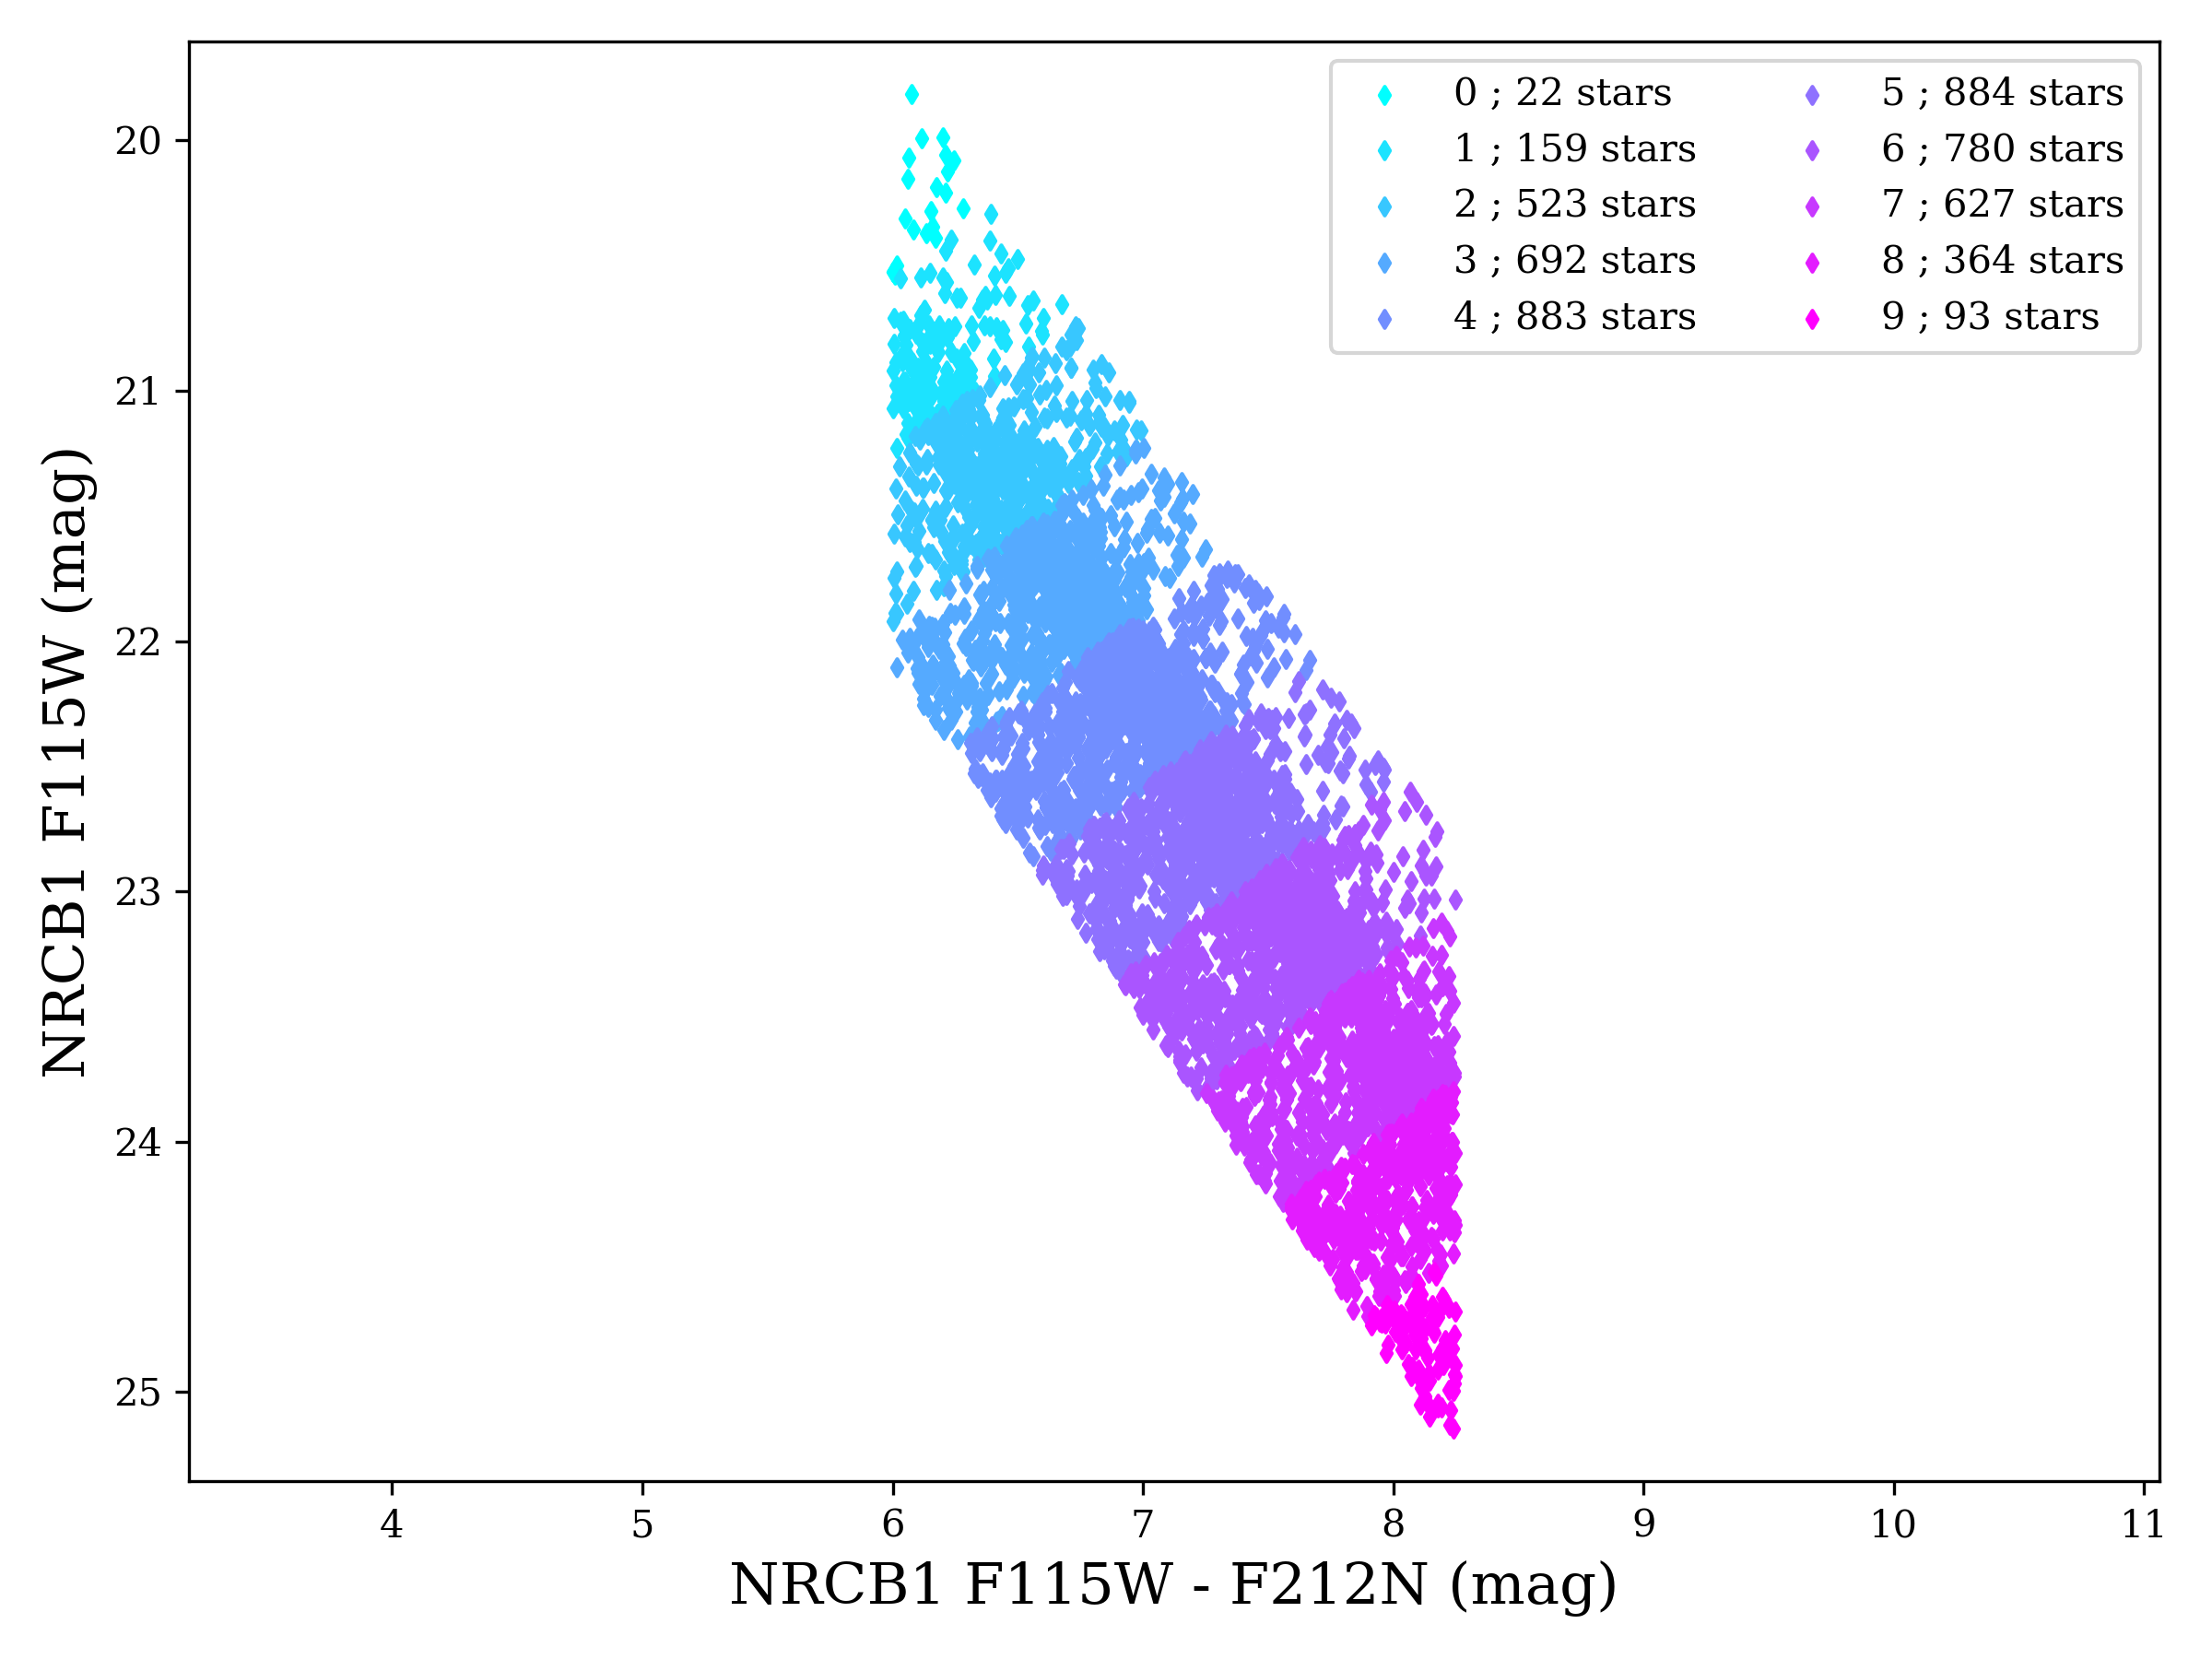 0 ; 22 stars
1 ; 159 stars
2 ; 523 stars
3 ; 692 stars
4 ; 883 stars
5 ; 884 stars
6 ; 780 stars
7 ; 627 stars
8 ; 364 stars
9 ; 93 stars
20
21
22
23
24
25
NRCB1 F115W (mag)
4 5 6 7 8 9 10 11
NRCB1 F115W - F212N (mag)